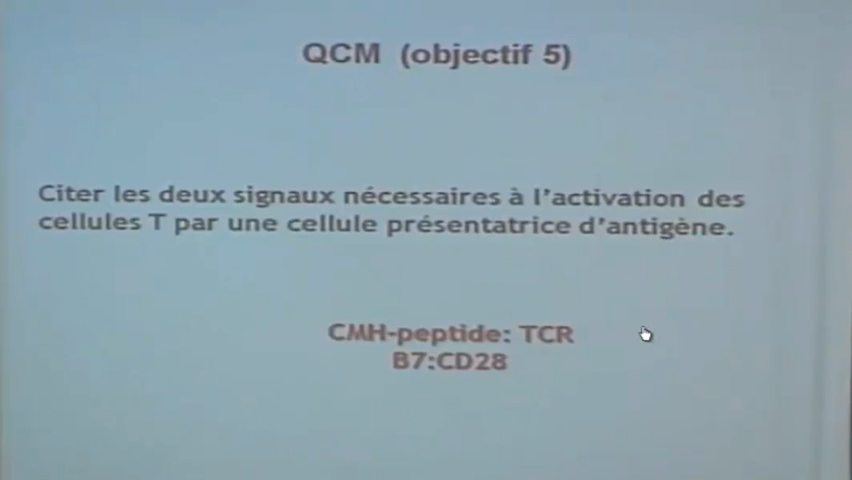 QCM (objectif 5)
Citer les deux signaux nécessaires à l'activation des
cellules T par une cellule présentatrice d'antigène.
CMH-peptide: TCR
B7:CD28